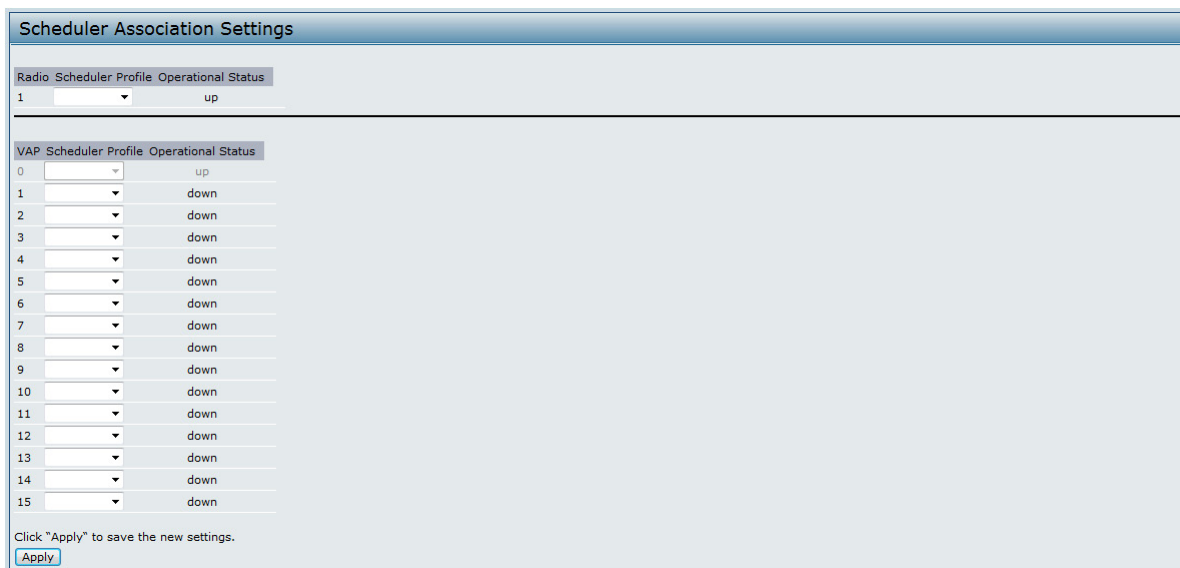 Scheduler Association Settings
Radio Scheduler Profile Operational Status
1 up
VAP Scheduler Profile Operational Status
0 up
1 down
2 down
3 down
4 down
5 down
6 down
7 down
8 down
9 down
10 down
11 down
12 down
13 down
14 down
15 down
Click "Apply" to save the new settings.
Apply